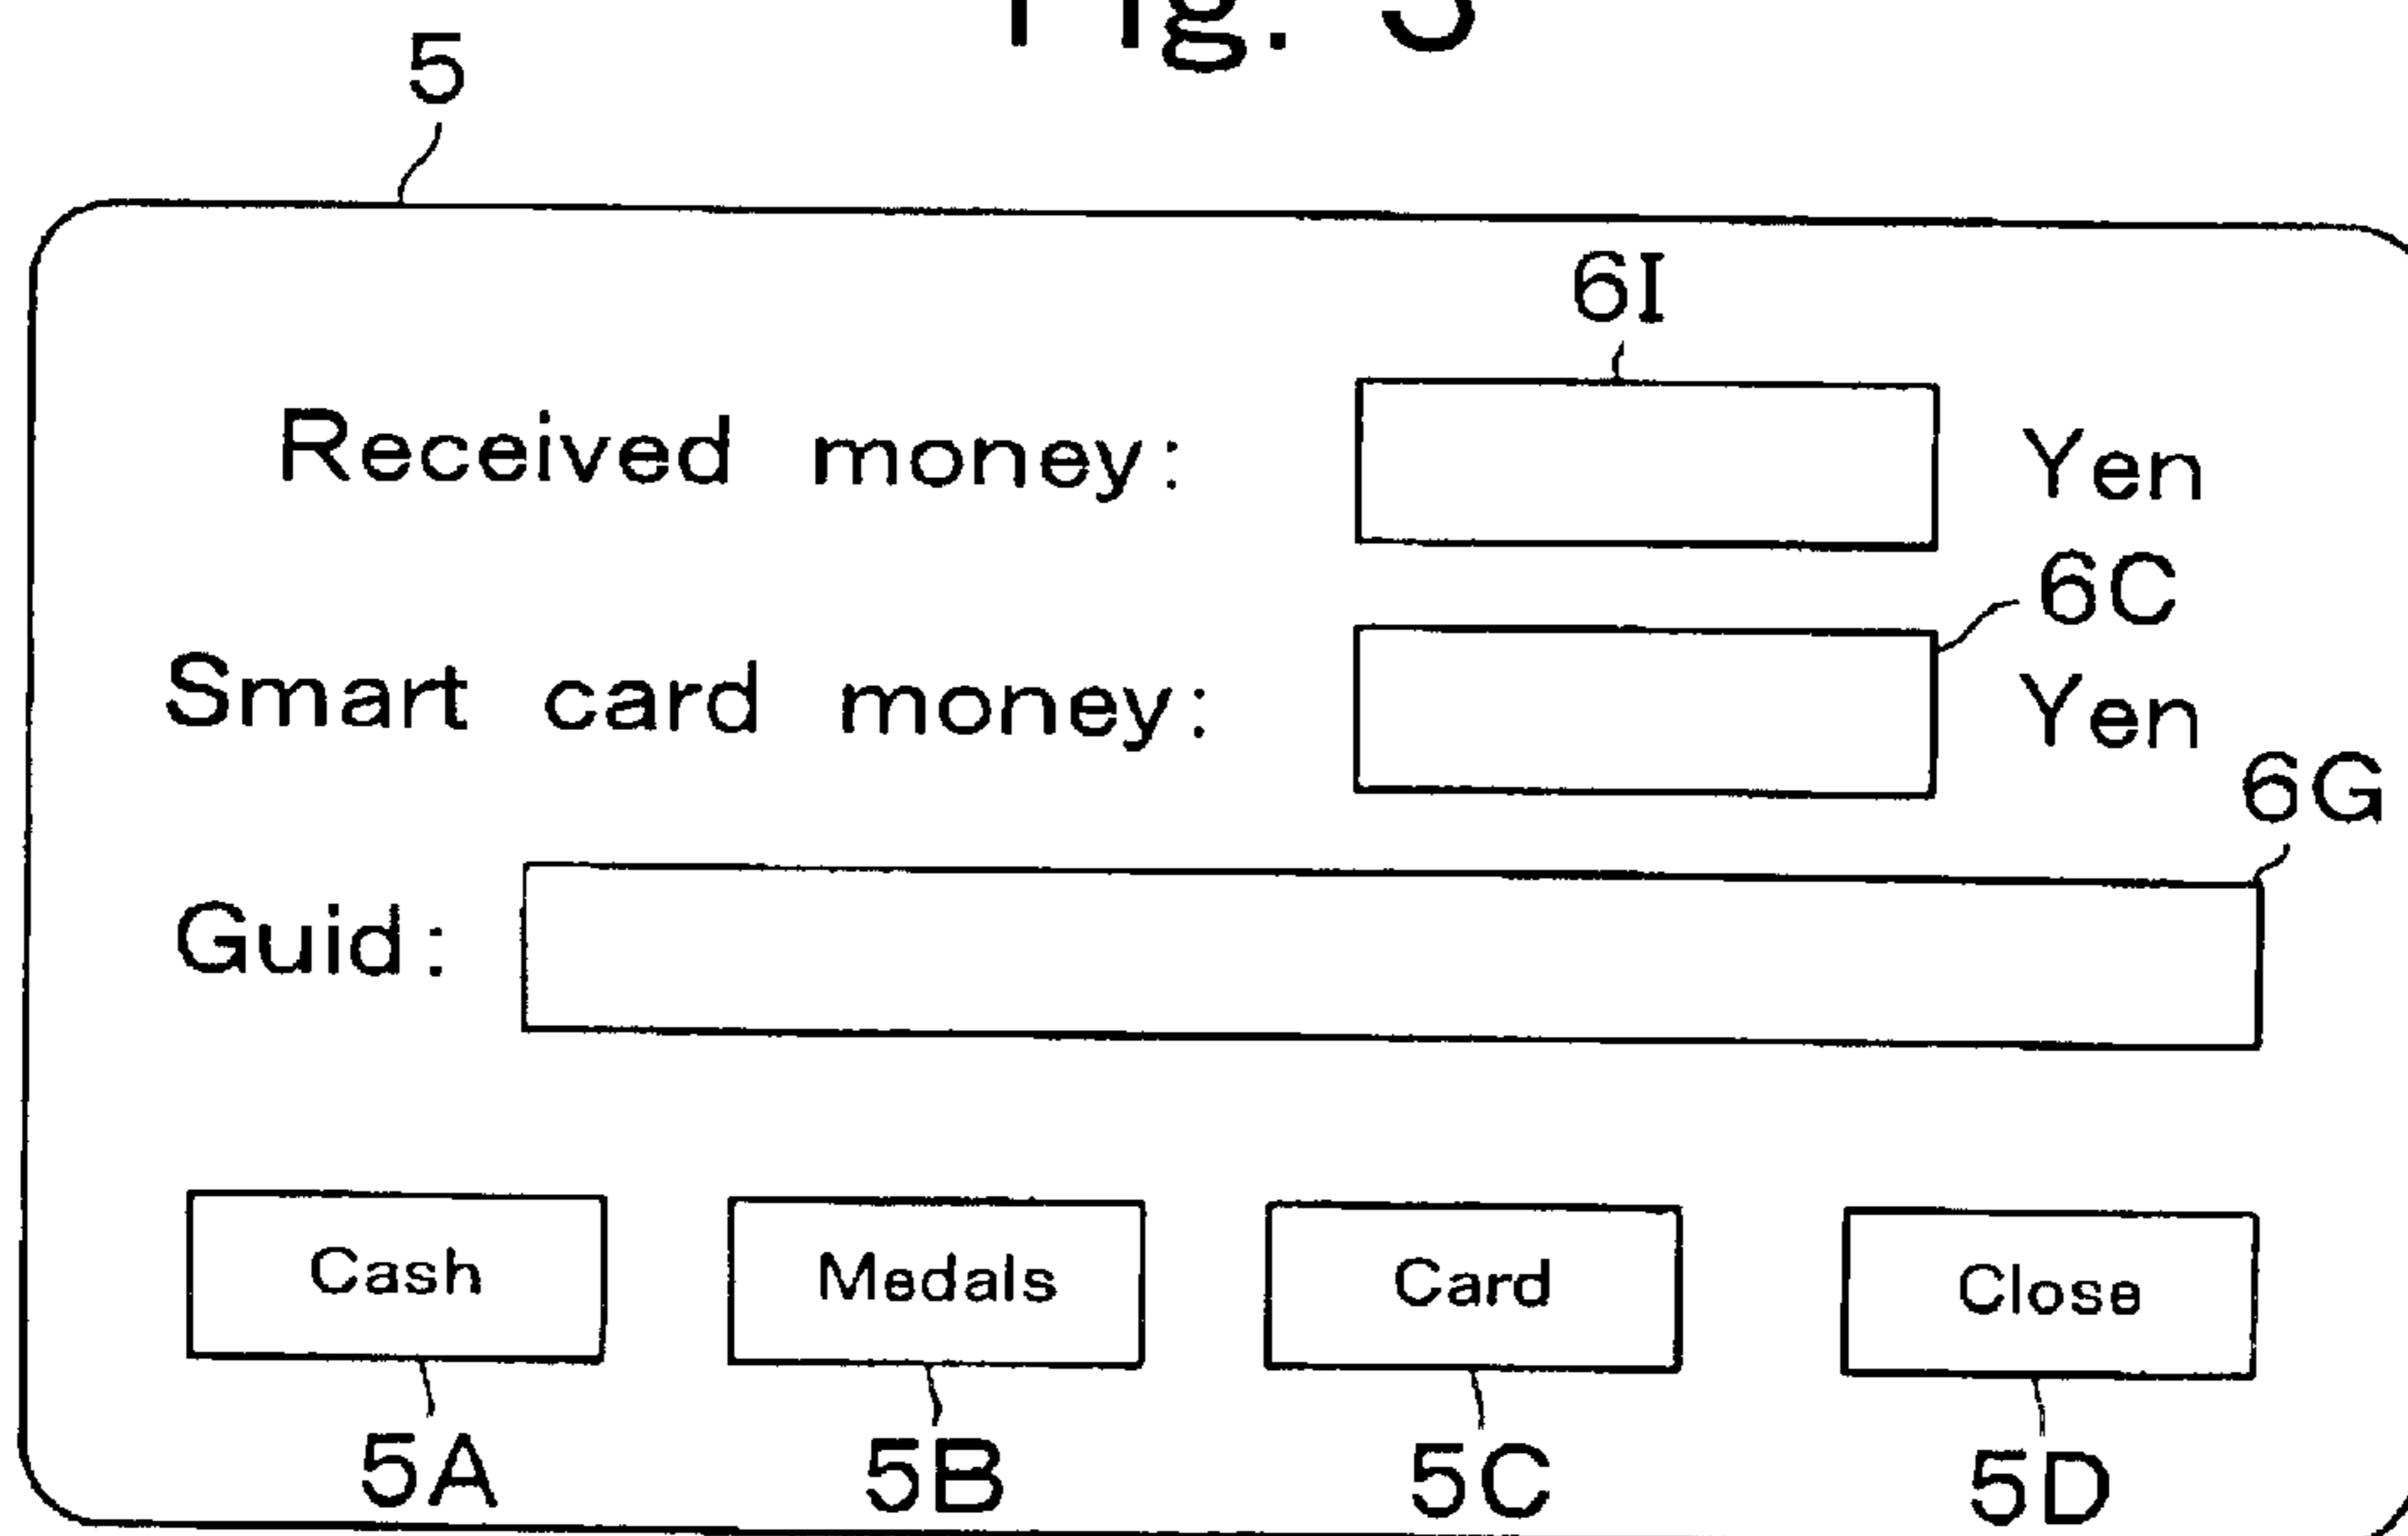 Fig.
5
6I
Received money: Yen
6C
Smart card money: Yen
6G
Guid:
Cash Medals Card Close
5A 5B 5C 5D